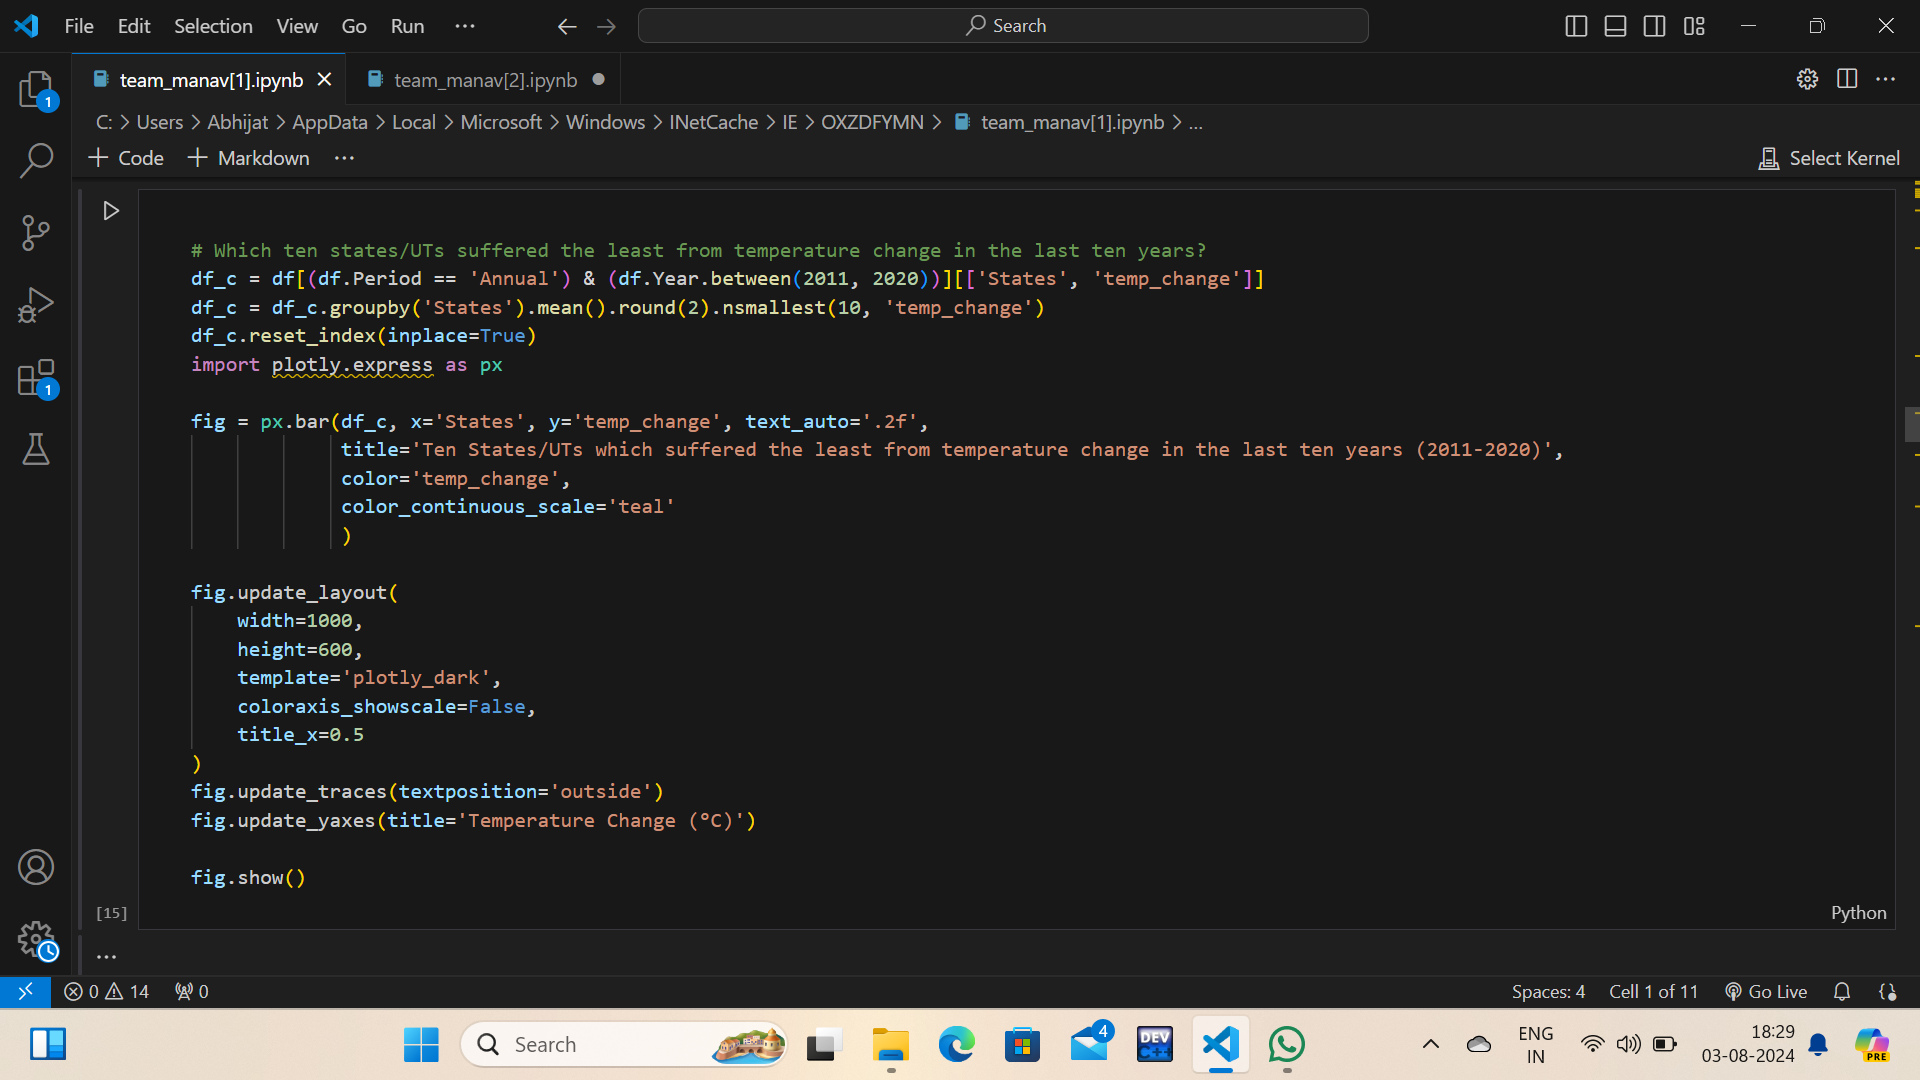 File Edit Selection View Go Run ...
Search
team_manav[1].ipynb
team_manav[2].ipynb
C: > Users > Abhijat > AppData > Local > Microsoft > Windows > INetCache > IE > OXZDFYMN > team_manav[1].ipynb > ...
+ Code + Markdown ...
Select Kernel
# Which ten states/UTs suffered the least from temperature change in the last ten years?
df_c = df[(df.Period == 'Annual') & (df.Year.between(2011, 2020))][['States', 'temp_change']]
df_c = df_c.groupby('States').mean().round(2).nsmallest(10, 'temp_change')
df_c.reset_index(inplace=True)
import plotly.express as px
fig = px.bar(df_c, x='States', y='temp_change', text_auto='.2f',
title='Ten States/UTs which suffered the least from temperature change in the last ten years (2011-2020)',
color='temp_change',
color_continuous_scale='teal'
)
fig.update_layout(
width=1000,
height=600,
template='plotly_dark',
coloraxis_showscale=False,
title_x=0.5
)
fig.update_traces(textposition='outside')
fig.update_yaxes(title='Temperature Change (°C)')
fig.show()
[15]
Python
...
0 14 0
Spaces: 4 Cell 1 of 11 Go Live
Search
4
DEV C++
ENG
IN
18:29
03-08-2024
PRE
1
1